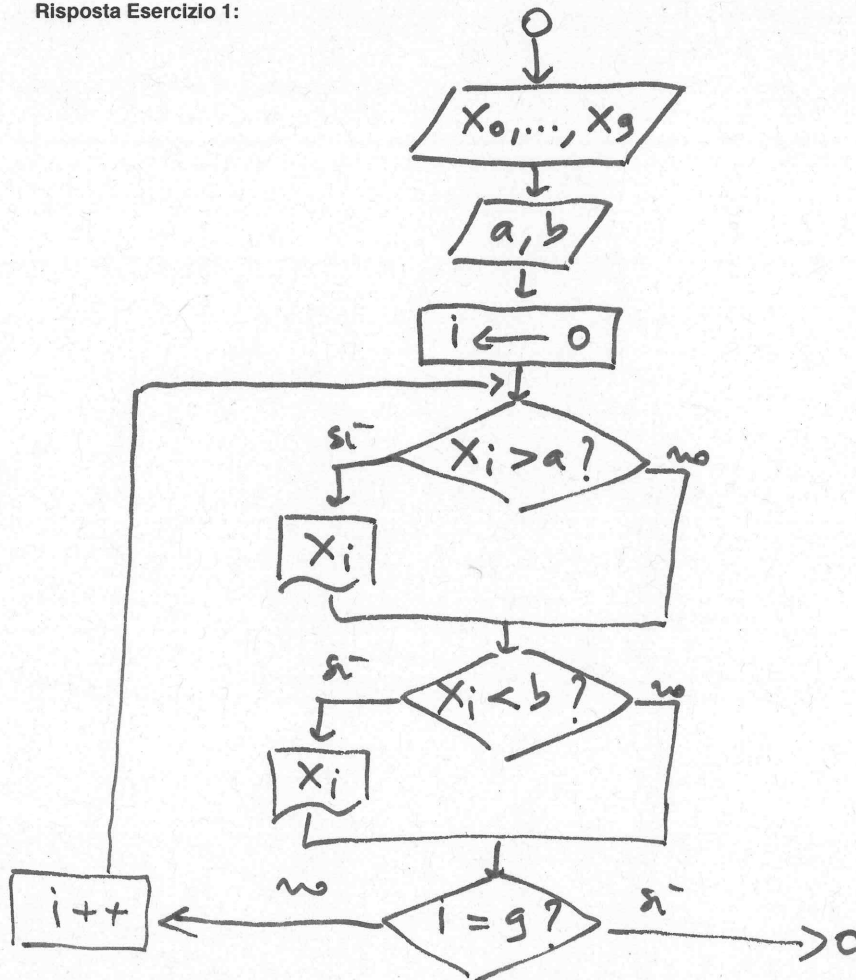 Risposta Esercizio 1:
X₀,..., X₉
a, b
i ← 0
Xᵢ > a ?
sì
no
Xᵢ
Xᵢ < b ?
sì
no
Xᵢ
i = 9 ?
no
sì
i ++